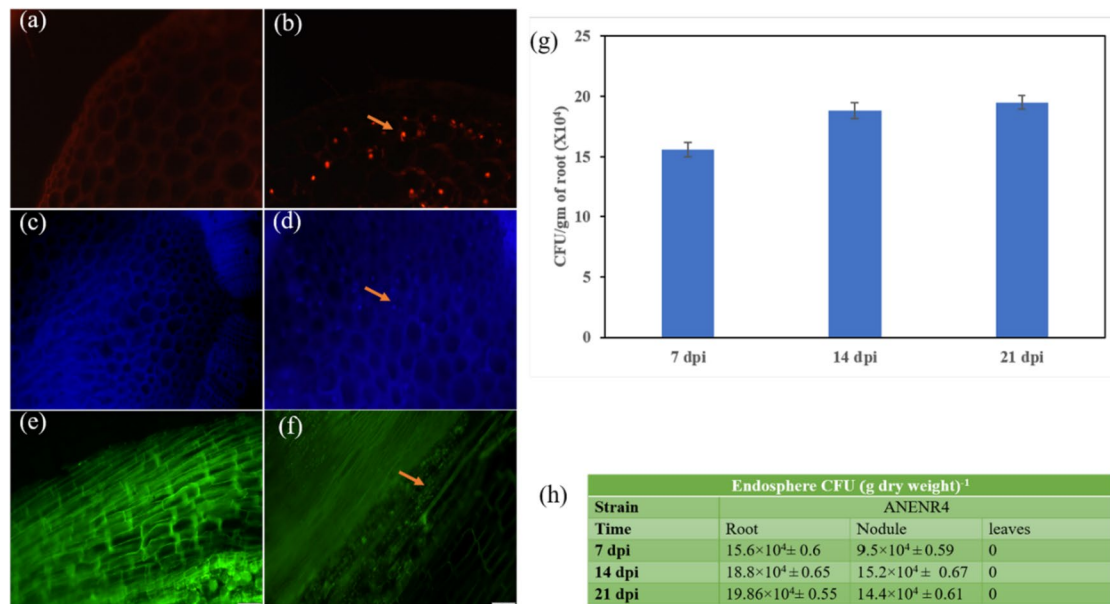 (a)
(b)
(c)
(d)
(e)
(f)
(g)
25
20
15
10
5
0
CFU/gm of root (X10⁴)
7 dpi 14 dpi 21 dpi
(h)
Endosphere CFU (g dry weight)⁻¹
Strain ANENR4
Time Root Nodule leaves
7 dpi 15.6×10⁴± 0.6 9.5×10⁴ ± 0.59 0
14 dpi 18.8×10⁴ ± 0.65 15.2×10⁴ ± 0.67 0
21 dpi 19.86×10⁴± 0.55 14.4×10⁴ ± 0.61 0